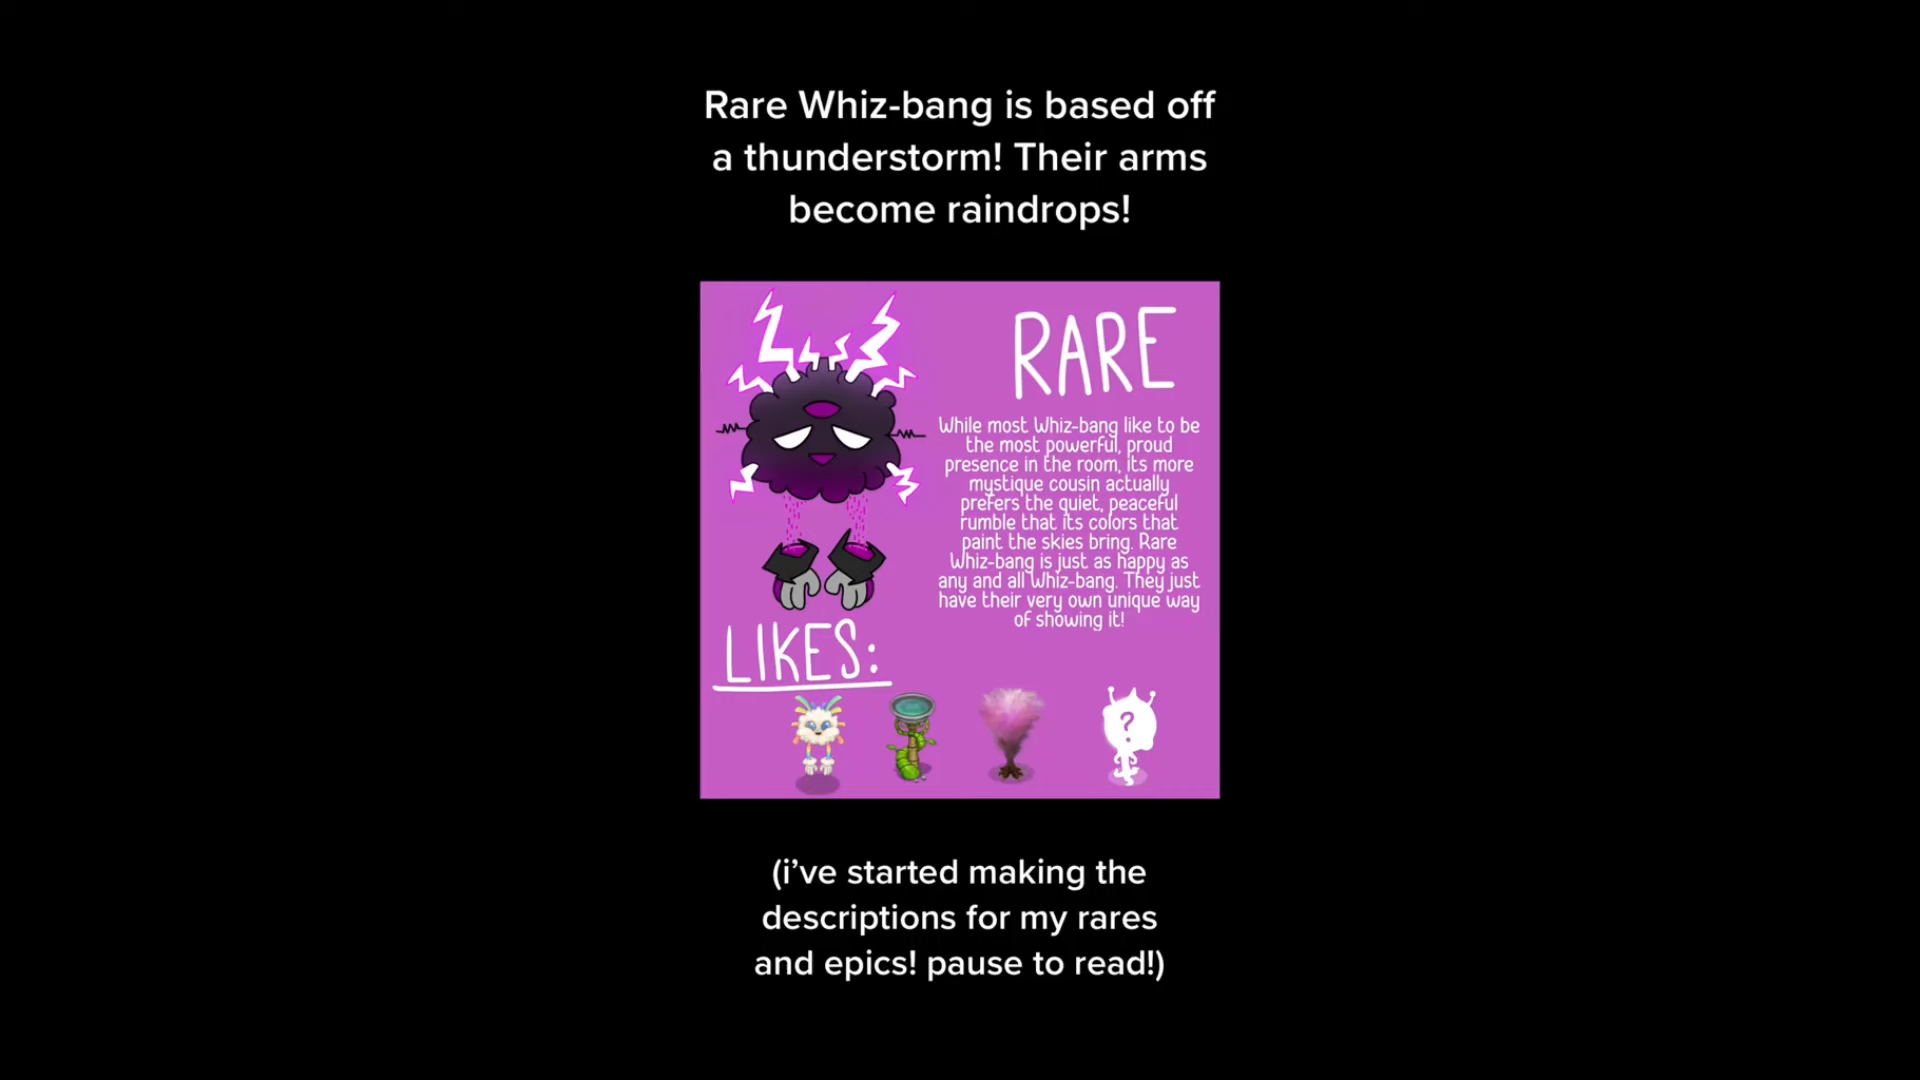 Rare Whiz-bang is based off
a thunderstorm! Their arms
become raindrops!
RARE
While most Whiz-bang like to be
the most powerful, proud
presence in the room, its more
mystique cousin actually
prefers the quiet, peaceful
rumble that its colors that
paint the skies bring. Rare
Whiz-bang is just as happy as
any and all Whiz-bang. They just
have their very own unique way
of showing it!
LIKES:
?
(i’ve started making the
descriptions for my rares
and epics! pause to read!)